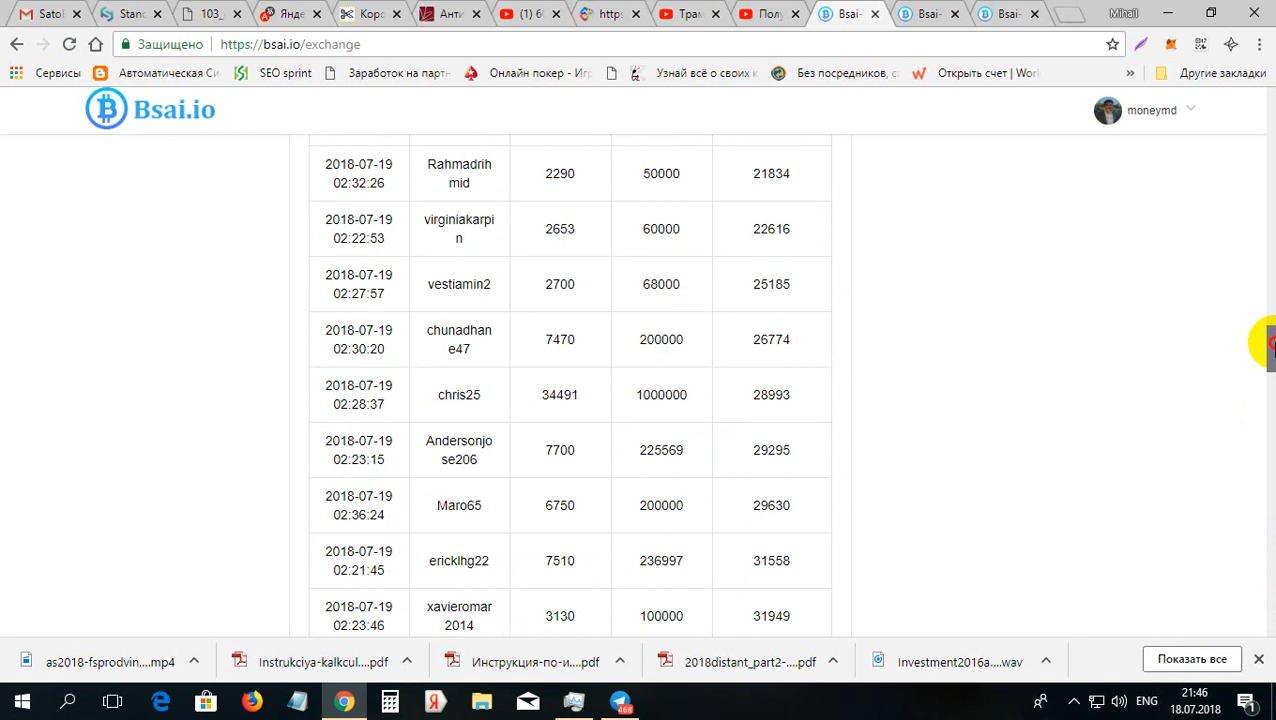 Satoi
Stanc
103_
Янде
Корс
Анти
(1) 6
https
Трам
Полу
Bsai-
Bsai-
Bsai-
Mihail
Защищено
https://bsai.io/exchange
Сервисы
Автоматическая Си
SEO sprint
Заработок на партн
Онлайн покер - Игр
Узнай всё о своих к
Без посредников, с
Открыть счет | Wori
»
Другие закладки
Bsai.io
moneymd
2018-07-19 Rahmadrih 2290 50000 21834
02:32:26 mid
2018-07-19 virginiakarpi 2653 60000 22616
02:22:53 n
2018-07-19 vestiamin2 2700 68000 25185
02:27:57
2018-07-19 chunadhan 7470 200000 26774
02:30:20 e47
2018-07-19 chris25 34491 1000000 28993
02:28:37
2018-07-19 Andersonjo 7700 225569 29295
02:23:15 se206
2018-07-19 Maro65 6750 200000 29630
02:36:24
2018-07-19 ericklhg22 7510 236997 31558
02:21:45
2018-07-19 xavieromar 3130 100000 31949
02:23:46 2014
as2018-fsprodvin....mp4
Instrukciya-kalkcul....pdf
Инструкция-по-и....pdf
2018distant_part2-....pdf
Investment2016a....wav
Показать все
468
ENG
21:46
18.07.2018
1